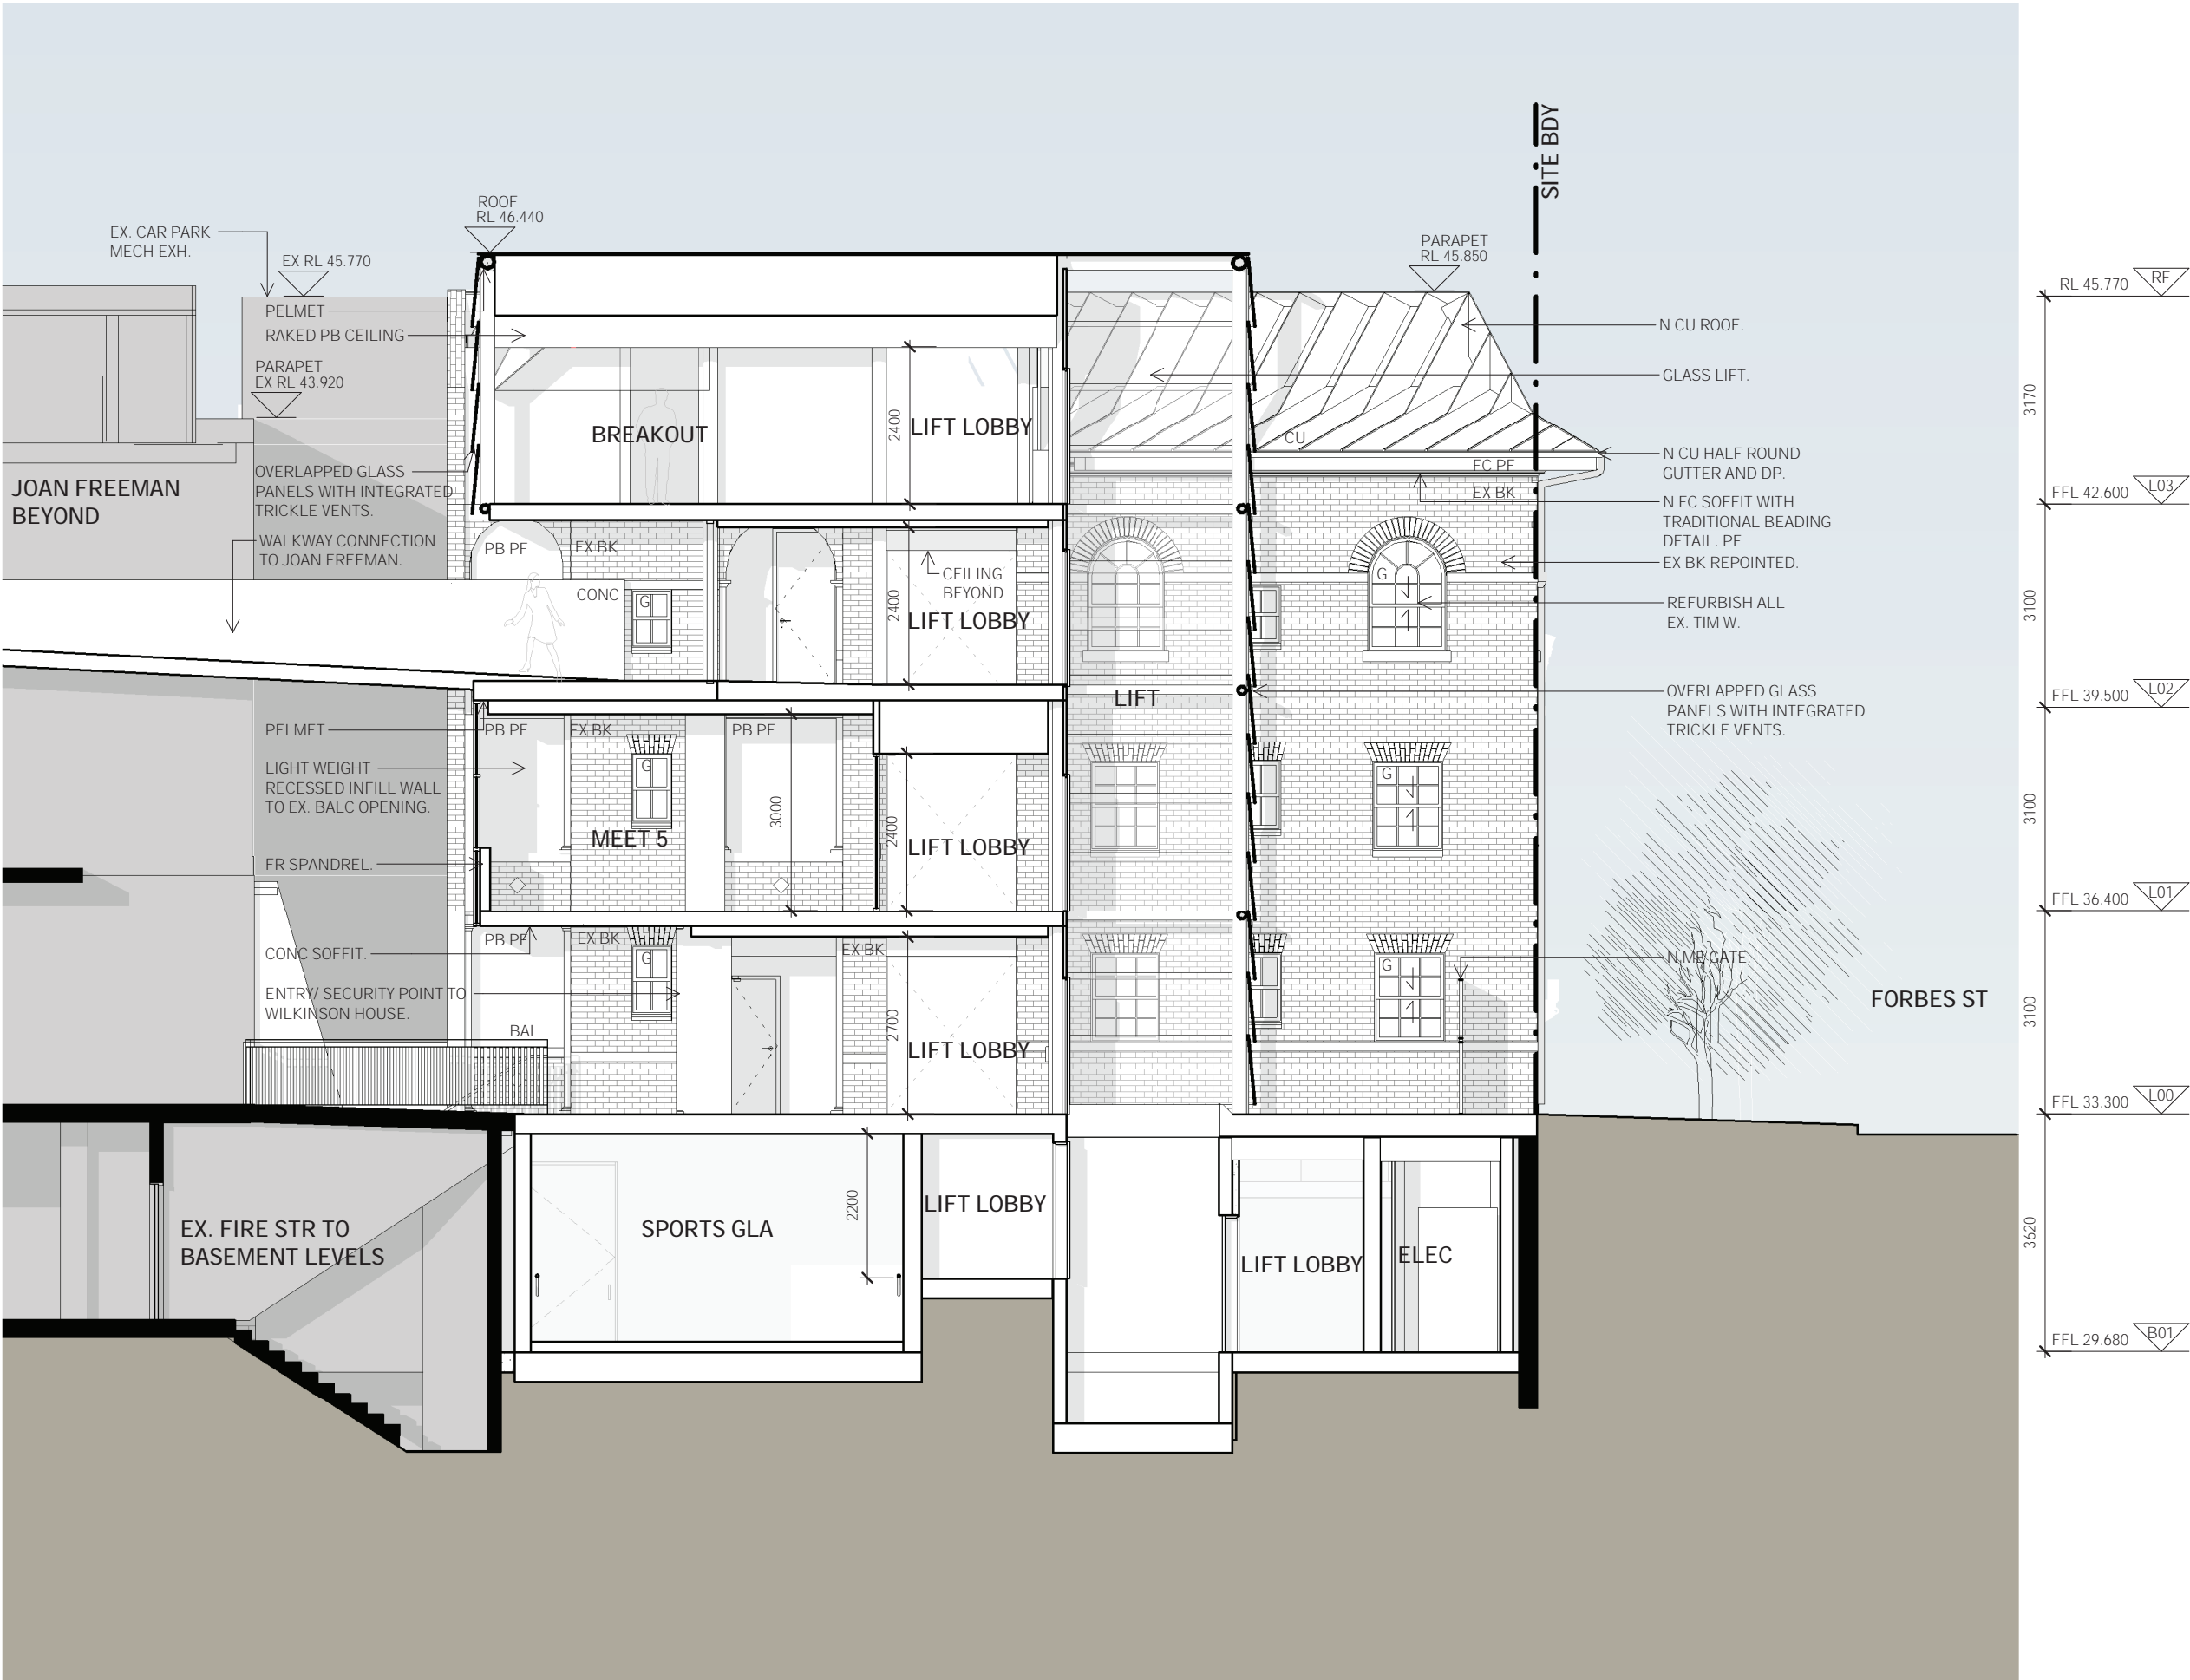 SITE BDY
ROOF
RL 46.440
EX. CAR PARK
MECH EXH.
EX RL 45.770
PARAPET
RL 45.850
RL 45.770
RF
PELMET
RAKED PB CEILING
N CU ROOF.
PARAPET
EX RL 43.920
GLASS LIFT.
3170
BREAKOUT
2400
LIFT LOBBY
CU
N CU HALF ROUND
GUTTER AND DP.
FC PF
JOAN FREEMAN
BEYOND
OVERLAPPED GLASS
PANELS WITH INTEGRATED
TRICKLE VENTS.
EX BK
N FC SOFFIT WITH
TRADITIONAL BEADING
DETAIL. PF
FFL 42.600
L03
WALKWAY CONNECTION
TO JOAN FREEMAN.
PB PF
EX BK
EX BK REPOINTED.
CEILING
BEYOND
G
CONC
G
2400
LIFT LOBBY
REFURBISH ALL
EX. TIM W.
3100
LIFT
OVERLAPPED GLASS
PANELS WITH INTEGRATED
TRICKLE VENTS.
FFL 39.500
L02
PELMET
PB PF
EX BK
PB PF
LIGHT WEIGHT
RECESSED INFILL WALL
TO EX. BALC OPENING.
G
G
3000
MEET 5
2400
LIFT LOBBY
3100
FR SPANDREL.
FFL 36.400
L01
CONC SOFFIT.
PB PF
EX BK
EX BK
G
G
N ME GATE.
ENTRY/ SECURITY POINT TO
WILKINSON HOUSE.
BAL
2700
LIFT LOBBY
FORBES ST
3100
FFL 33.300
L00
EX. FIRE STR TO
BASEMENT LEVELS
SPORTS GLA
2200
LIFT LOBBY
LIFT LOBBY
ELEC
3620
FFL 29.680
B01